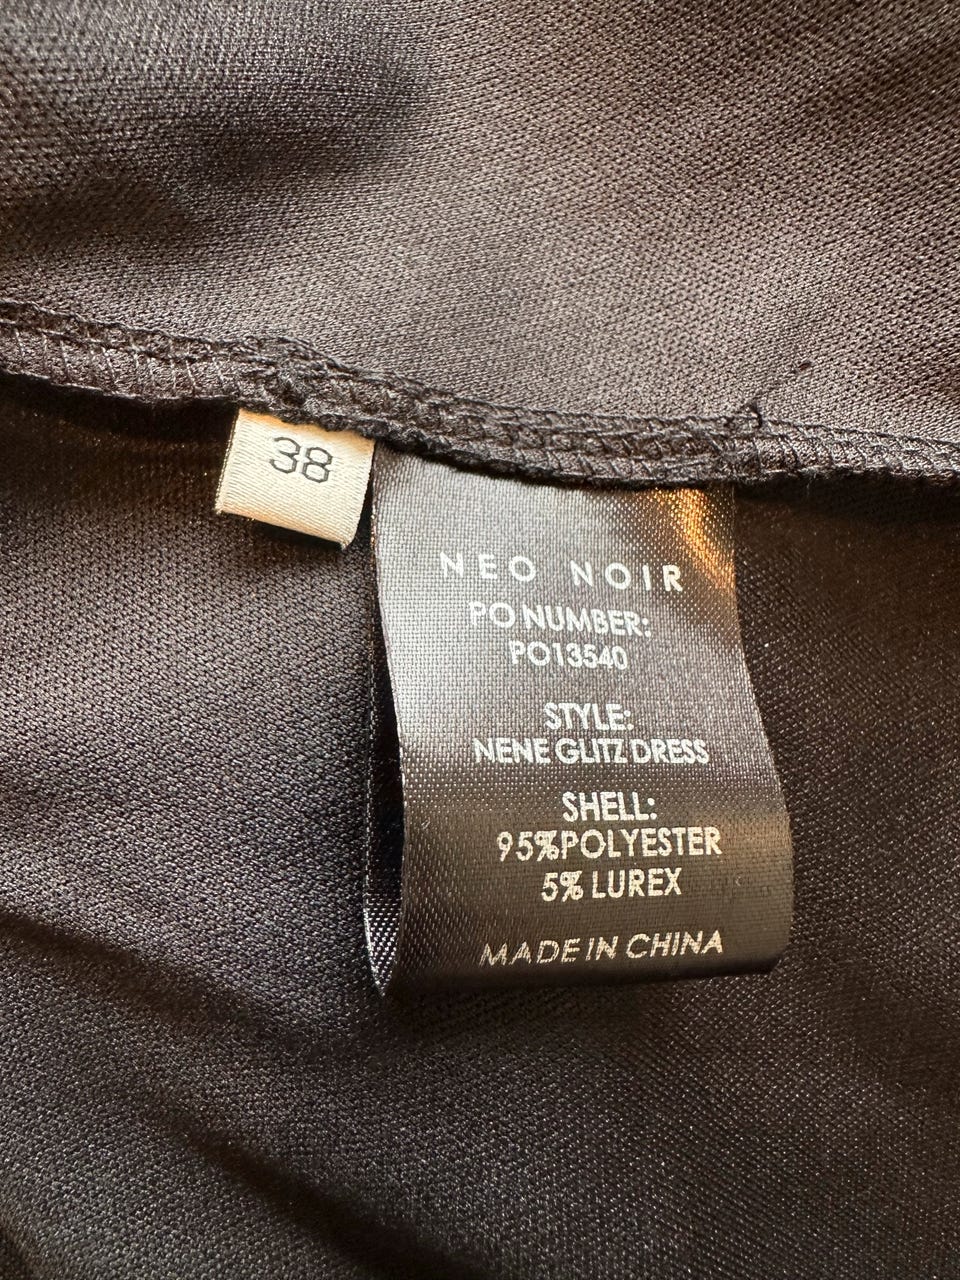 38
NEO NOIR
PO NUMBER:
PO13540
STYLE:
NENE GLITZ DRESS
SHELL:
95%POLYESTER
5% LUREX
MADE IN CHINA